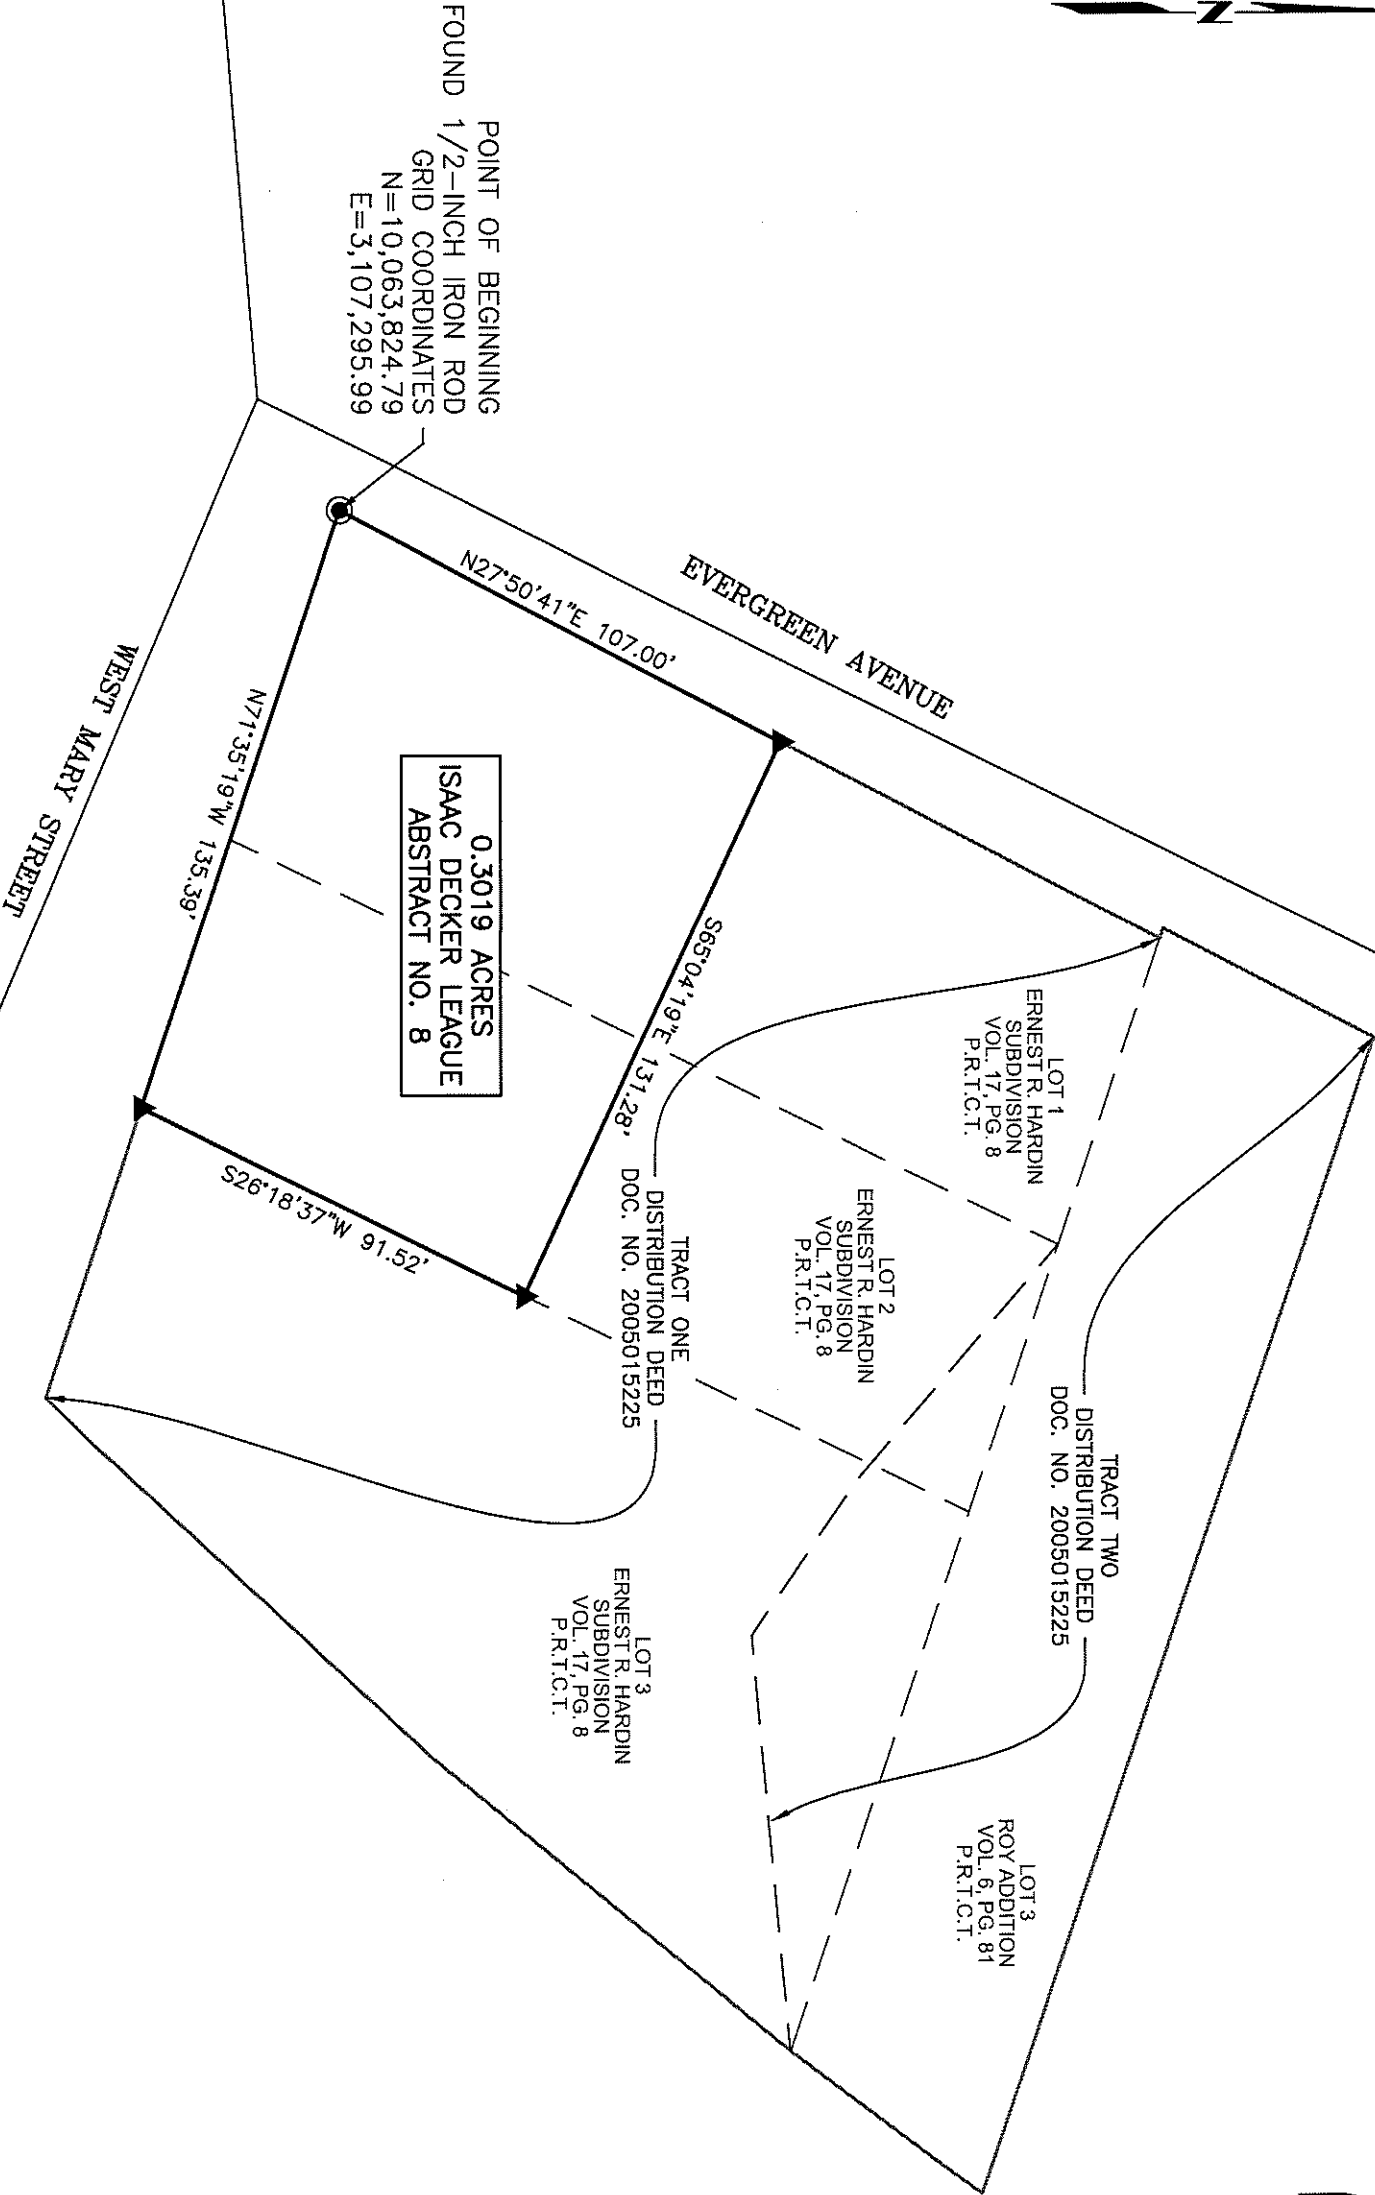 N
POINT OF BEGINNING
FOUND 1/2-INCH IRON ROD
GRID COORDINATES
N=10,063,824.79
E=3,107,295.99
EVERGREEN AVENUE
N27°50'41"E 107.00'
S65°04'19"E 131.28'
S26°18'37"W 91.52'
N71°35'19"W 135.39'
WEST MARY STREET
0.3019 ACRES
ISAAC DECKER LEAGUE
ABSTRACT NO. 8
LOT 1
ERNEST R. HARDIN
SUBDIVISION
VOL. 17, PG. 8
P.R.T.C.T.
LOT 2
ERNEST R. HARDIN
SUBDIVISION
VOL. 17, PG. 8
P.R.T.C.T.
TRACT ONE
DISTRIBUTION DEED
DOC. NO. 2005015225
TRACT TWO
DISTRIBUTION DEED
DOC. NO. 2005015225
LOT 3
ERNEST R. HARDIN
SUBDIVISION
VOL. 17, PG. 8
P.R.T.C.T.
LOT 3
ROY ADDITION
VOL. 6, PG. 81
P.R.T.C.T.